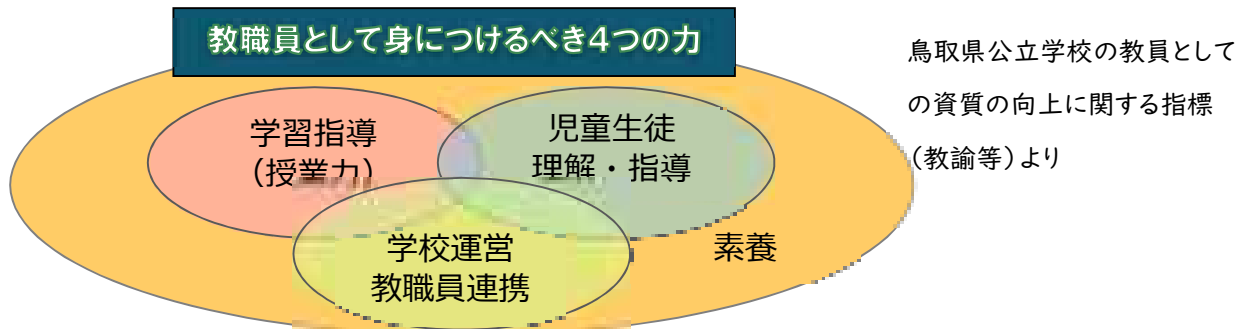 教職員として身につけるべき4つの力
鳥取県公立学校の教員として
の資質の向上に関する指標
(教諭等)より
学習指導
(授業力)
児童生徒
理解・指導
学校運営
教職員連携
素養